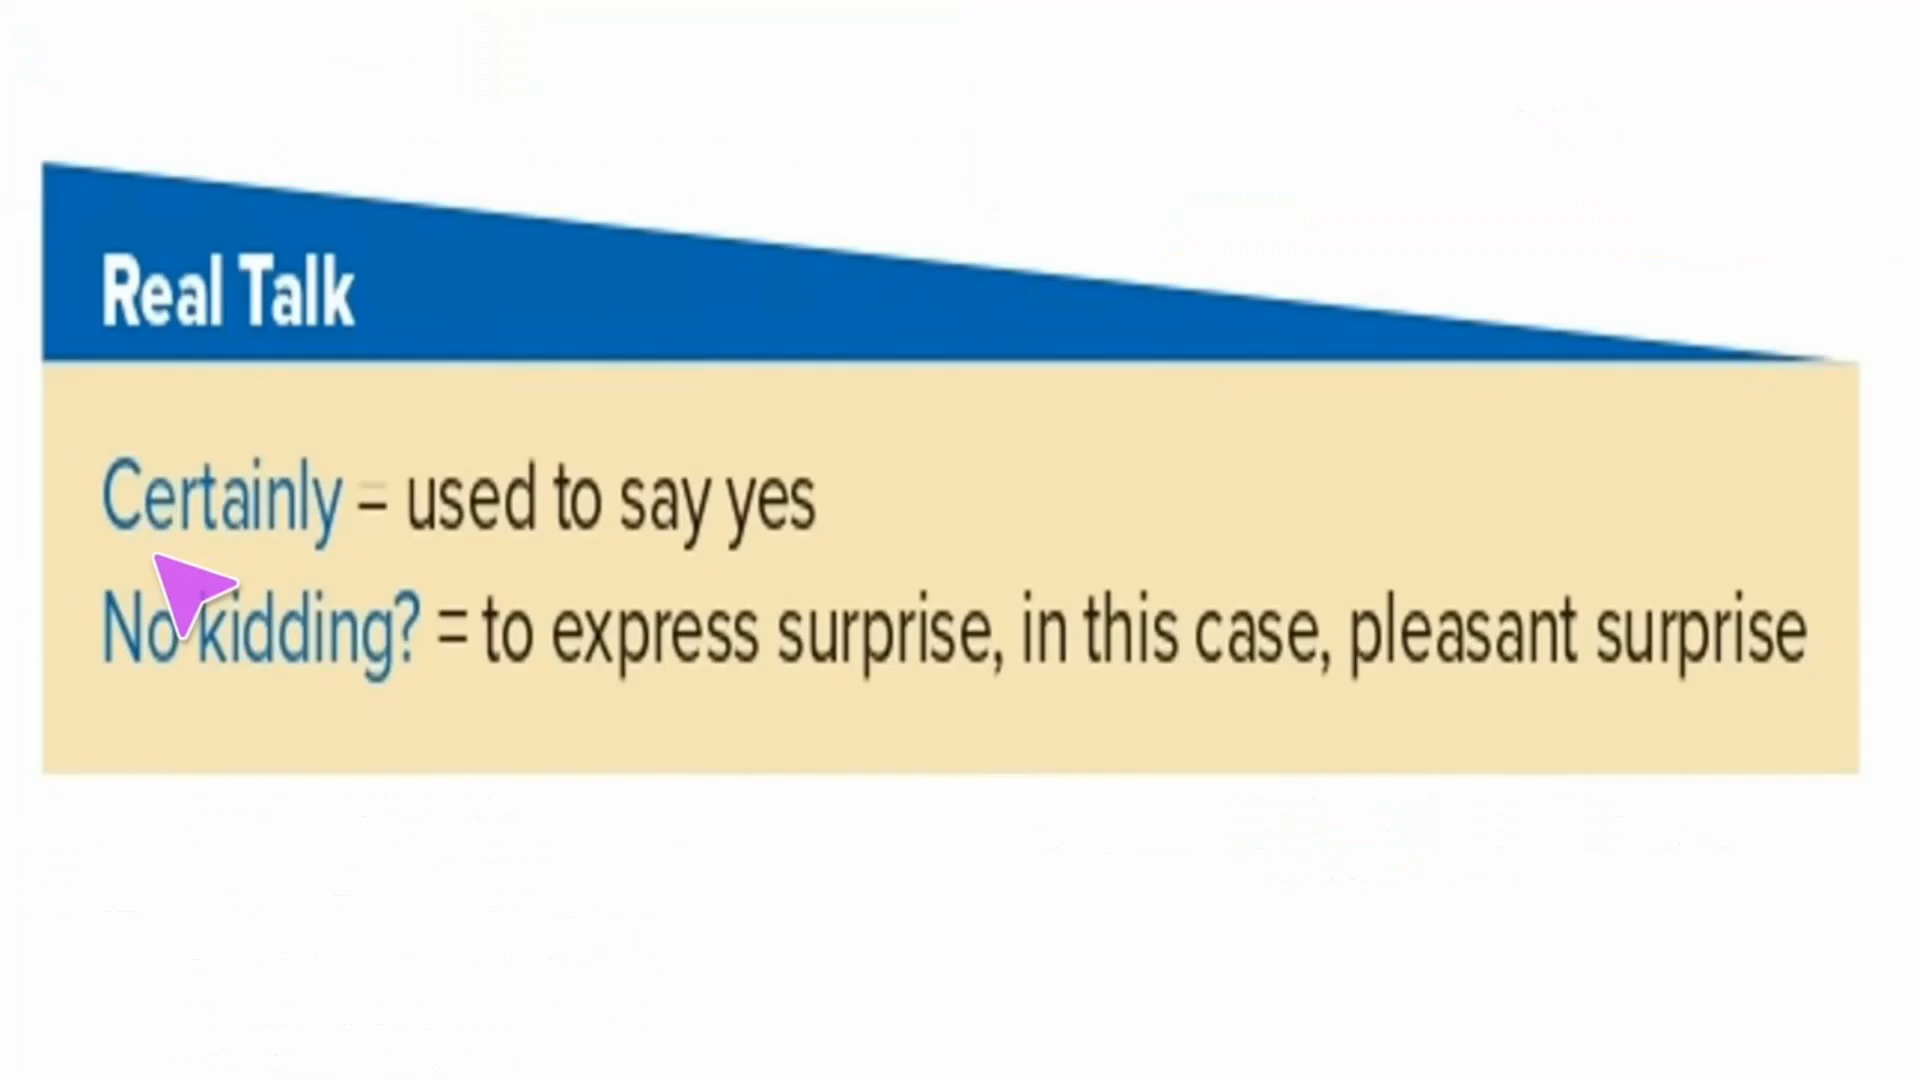 Real Talk
Certainly = used to say yes
No kidding? = to express surprise, in this case, pleasant surprise